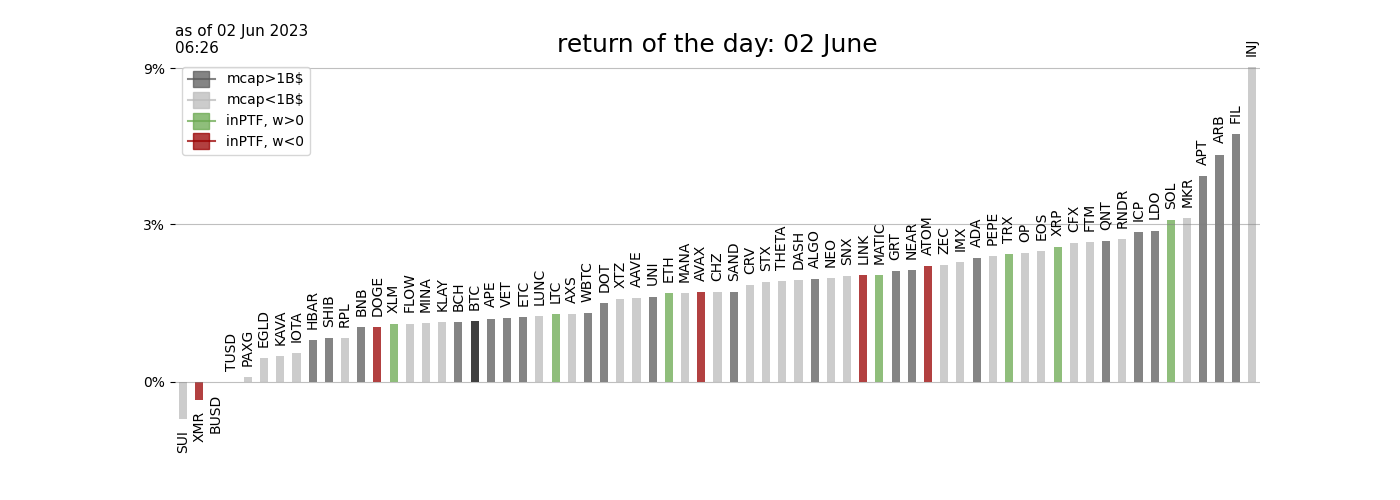 as of 02 Jun 2023
06:26
return of the day: 02 June
9%
3%
0%
mcap>1B$
mcap<1B$
inPTF, w>0
inPTF, w<0
SUI
XMR
BUSD
TUSD
PAXG
EGLD
KAVA
IOTA
HBAR
SHIB
RPL
BNB
DOGE
XLM
FLOW
MINA
KLAY
BCH
BTC
APE
VET
ETC
LUNC
LTC
AXS
WBTC
DOT
XTZ
AAVE
UNI
ETH
MANA
AVAX
CHZ
SAND
CRV
STX
THETA
DASH
ALGO
NEO
SNX
LINK
MATIC
GRT
NEAR
ATOM
ZEC
IMX
ADA
PEPE
TRX
OP
EOS
XRP
CFX
FTM
QNT
RNDR
ICP
LDO
SOL
MKR
APT
ARB
FIL
INJ